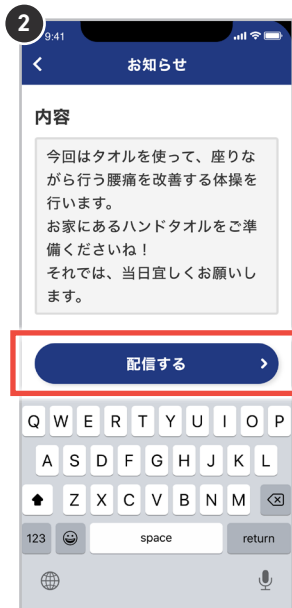 2
9:41
お知らせ
内容
今回はタオルを使って、座りな
がら行う腰痛を改善する体操を
行います。
お家にあるハンドタオルをご準
備くださいね！
それでは、当日宜しくお願いし
ます。
配信する
Q W E R T Y U I O P
A S D F G H J K L
Z X C V B N M
123 space return